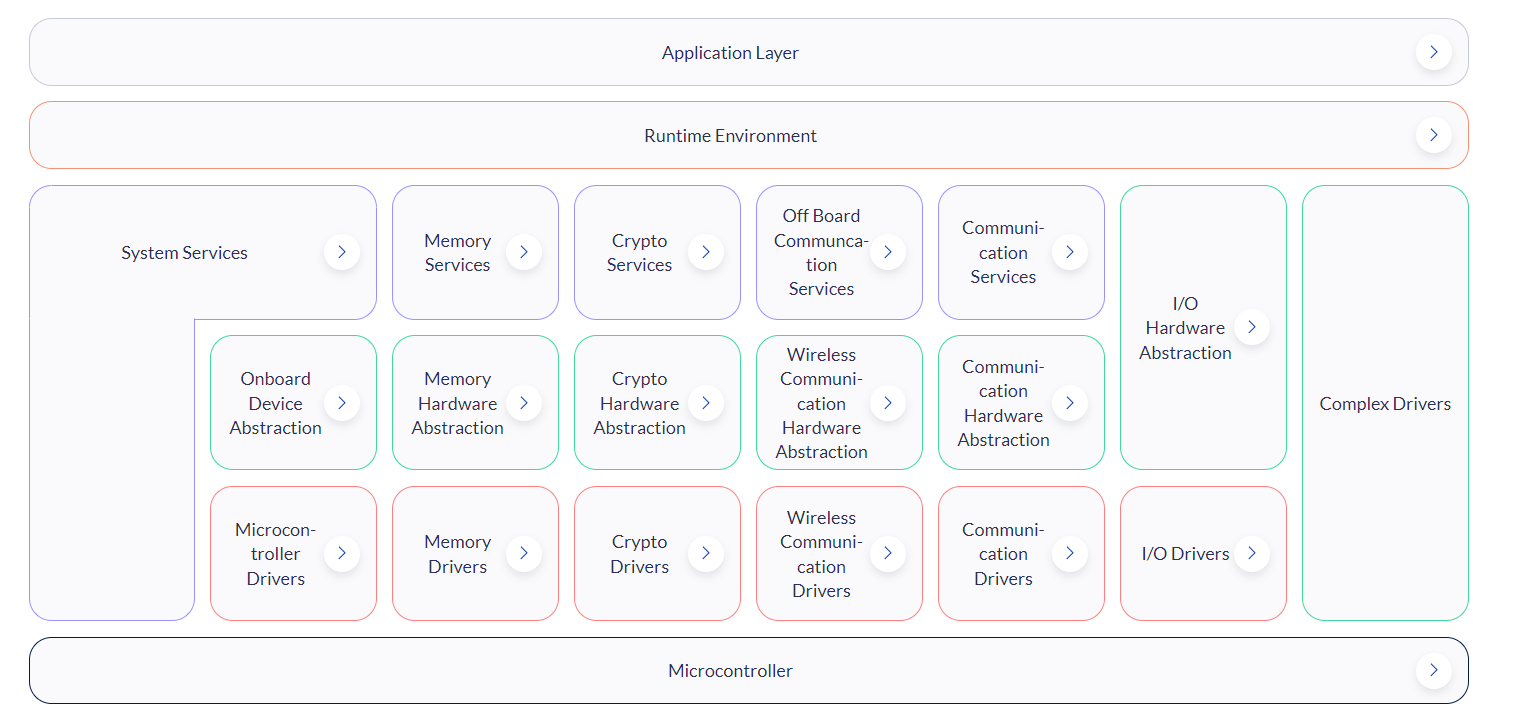 Application Layer
Runtime Environment
System Services
Memory
Services
Crypto
Services
Off Board
Communca-
tion
Services
Communi-
cation
Services
I/O
Hardware
Abstraction
Complex Drivers
Onboard
Device
Abstraction
Memory
Hardware
Abstraction
Crypto
Hardware
Abstraction
Wireless
Communi-
cation
Hardware
Abstraction
Communi-
cation
Hardware
Abstraction
Microcon-
troller
Drivers
Memory
Drivers
Crypto
Drivers
Wireless
Communi-
cation
Drivers
Communi-
cation
Drivers
I/O Drivers
Microcontroller